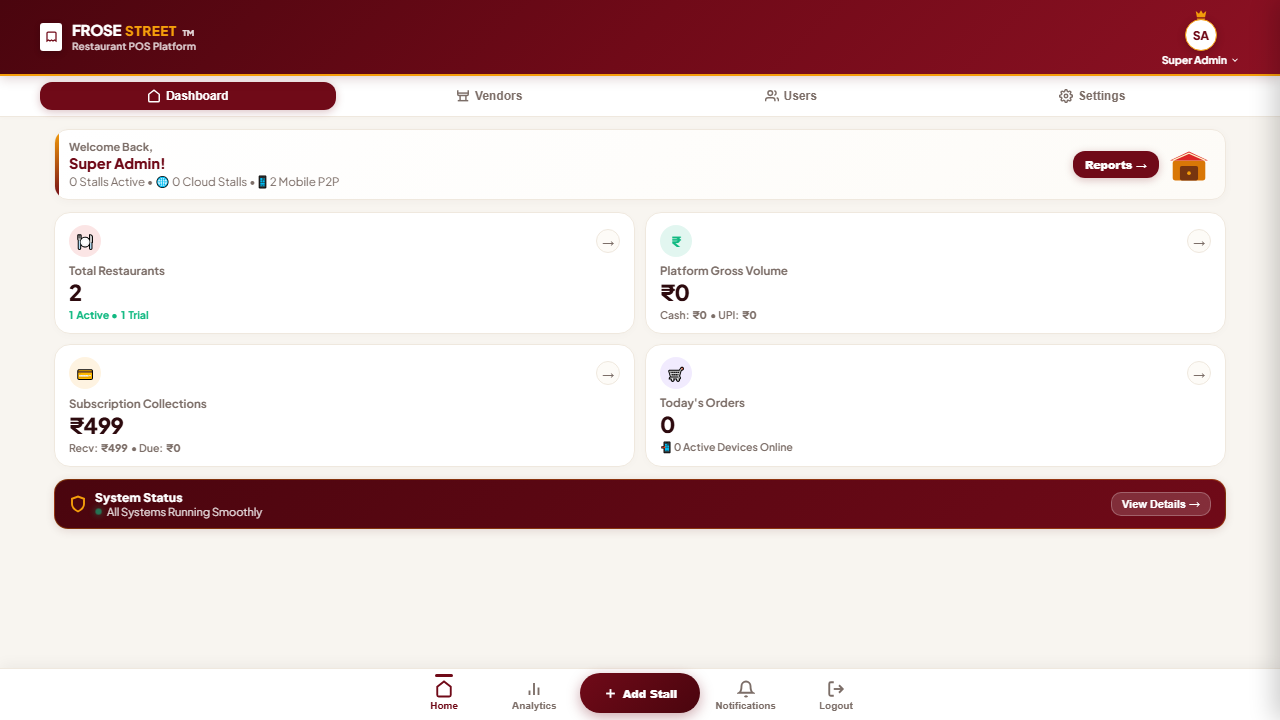 FROSE STREET TM
Restaurant POS Platform
SA
Super Admin
Dashboard
Vendors
Users
Settings
Welcome Back,
Super Admin!
0 Stalls Active • 0 Cloud Stalls • 2 Mobile P2P
Reports →
→
Total Restaurants
2
1 Active • 1 Trial
₹
→
Platform Gross Volume
₹0
Cash: ₹0 • UPI: ₹0
→
Subscription Collections
₹499
Recv: ₹499 • Due: ₹0
→
Today's Orders
0
0 Active Devices Online
System Status
All Systems Running Smoothly
View Details →
Home
Analytics
+ Add Stall
Notifications
Logout